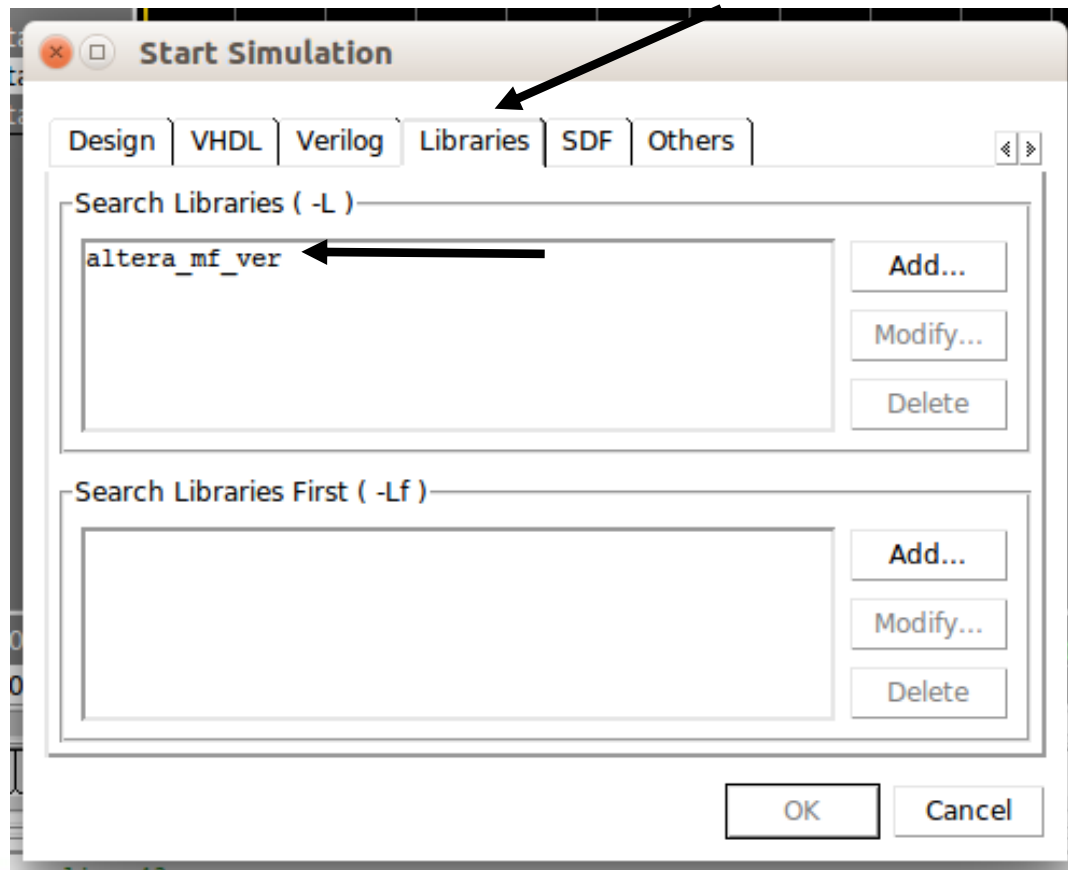 Start Simulation
Design VHDL Verilog Libraries SDF Others
Search Libraries ( -L )
altera_mf_ver
Add...
Modify...
Delete
Search Libraries First ( -Lf )
Add...
Modify...
Delete
OK Cancel